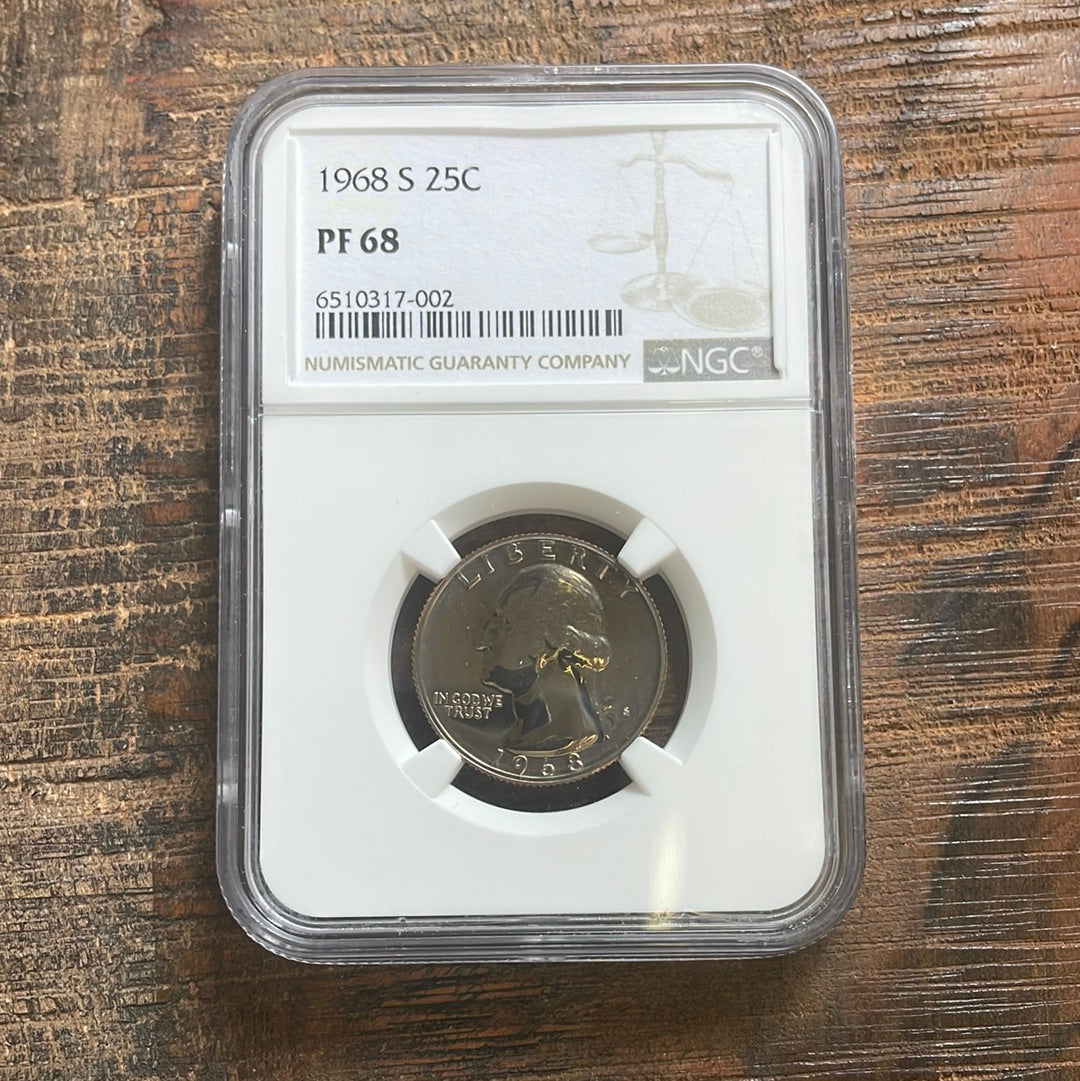 1968 S 25C
PF 68
6510317-002
NUMISMATIC GUARANTY COMPANY
NGC®
LIBERTY
IN GOD WE
TRUST
S
1968